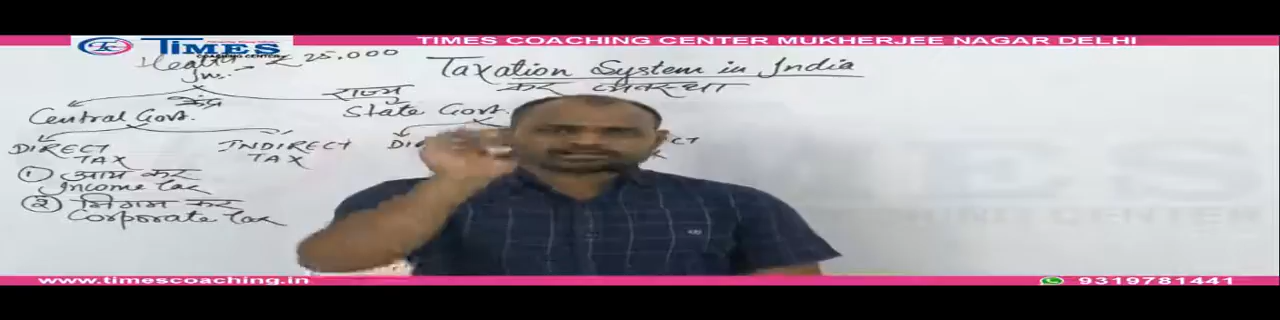 TIMES COACHING CENTER MUKHERJEE NAGAR DELHI
TIMES
Health ₹ 25,000
Ins.
Taxation System in India
कर व्यवस्था
केंद्र
राज्य
Central Govt.
State Govt.
DIRECT
TAX
INDIRECT
TAX
① आय कर
Income tax
② निगम कर
Corporate tax
www.timescoaching.in
9319781441